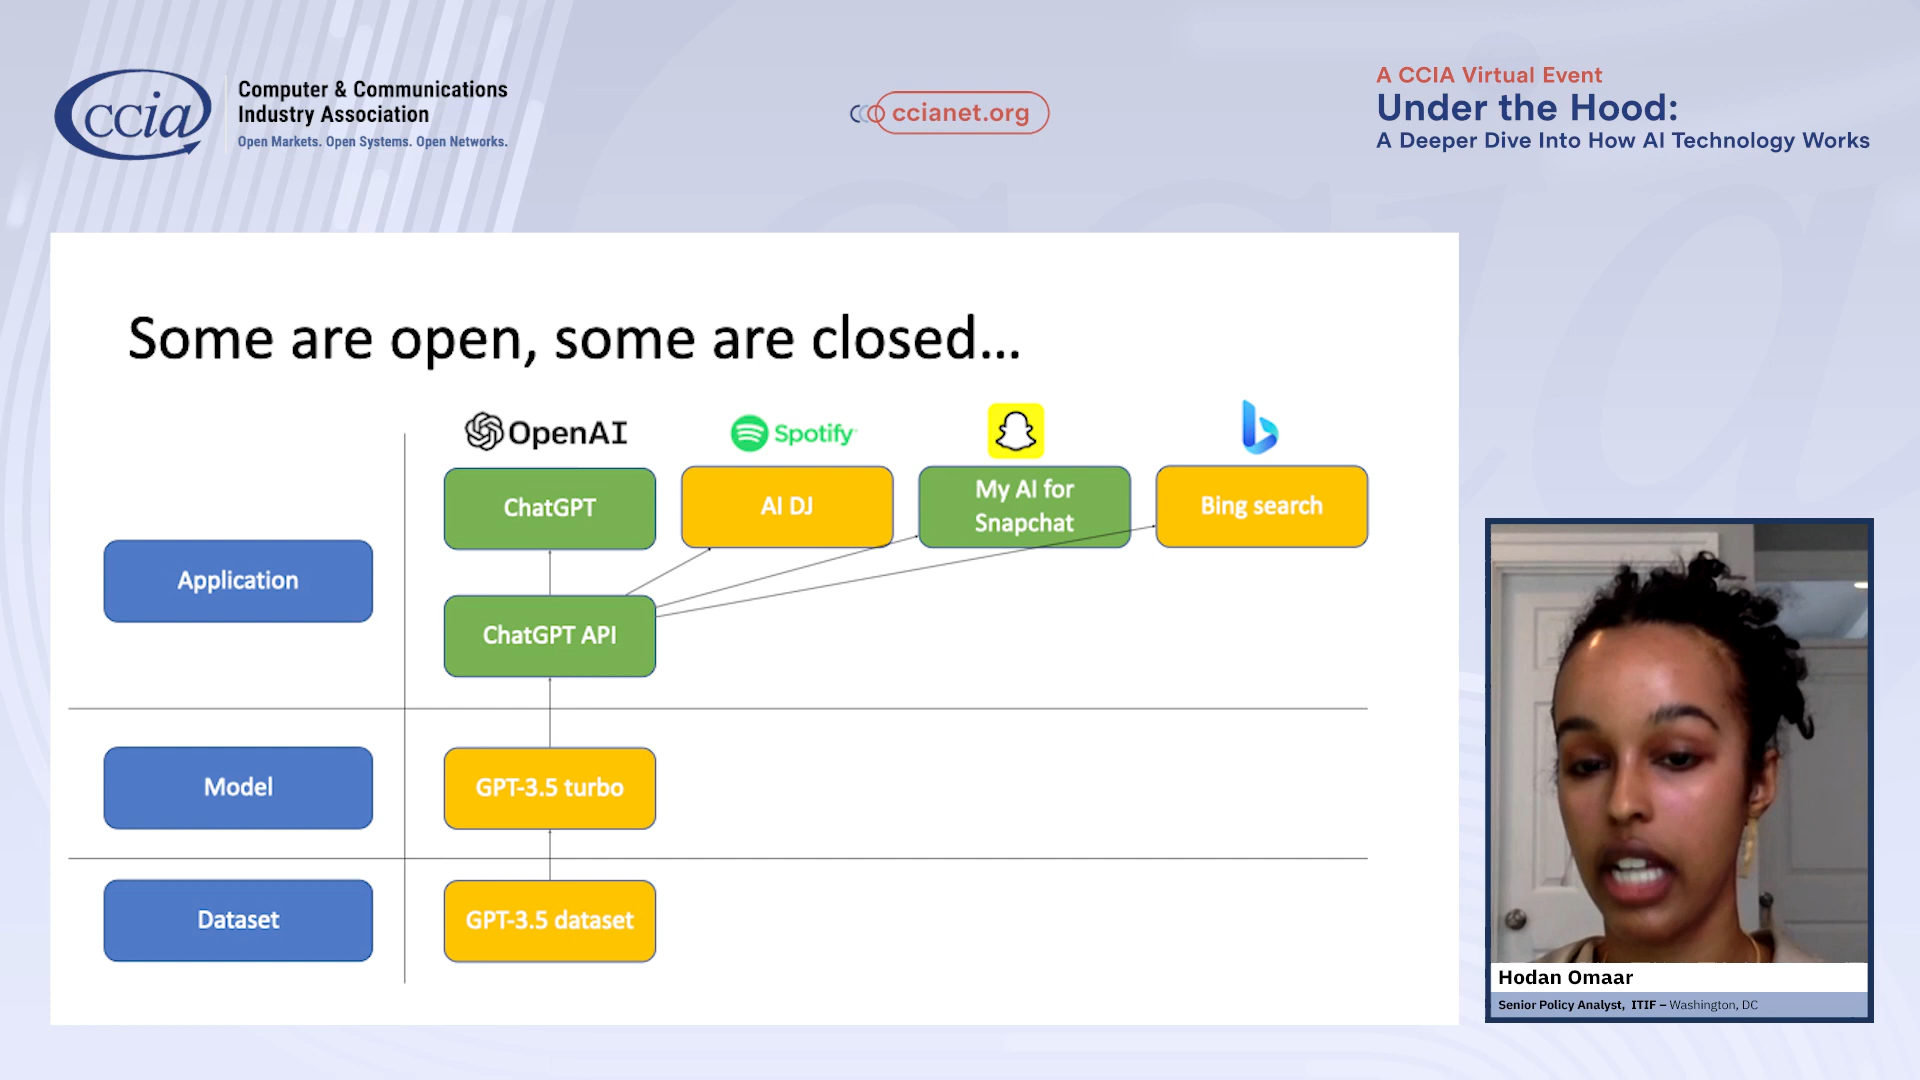 ccia
Computer & Communications
Industry Association
Open Markets. Open Systems. Open Networks.
ccianet.org
A CCIA Virtual Event
Under the Hood:
A Deeper Dive Into How AI Technology Works
Some are open, some are closed...
OpenAI
Spotify
ChatGPT
AI DJ
My AI for
Snapchat
Bing search
Application
ChatGPT API
Model
GPT-3.5 turbo
Dataset
GPT-3.5 dataset
Hodan Omaar
Senior Policy Analyst, ITIF – Washington, DC